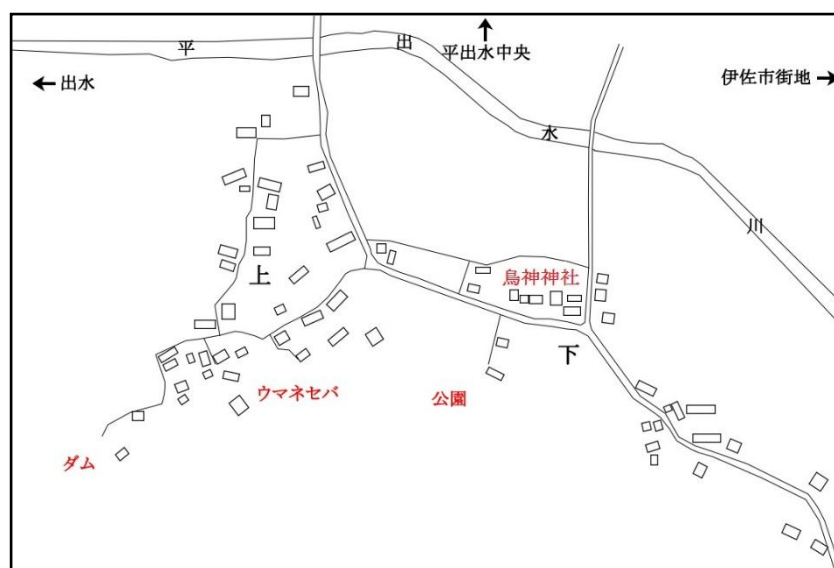 平出水川
平出水中央
出水
伊佐市街地
上
鳥神神社
下
ウマネセバ
公園
ダム